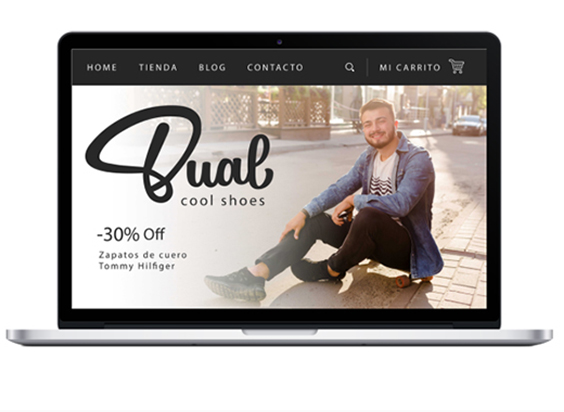 HOME TIENDA BLOG CONTACTO MI CARRITO
Dual
cool shoes
-30% Off
Zapatos de cuero
Tommy Hilfiger